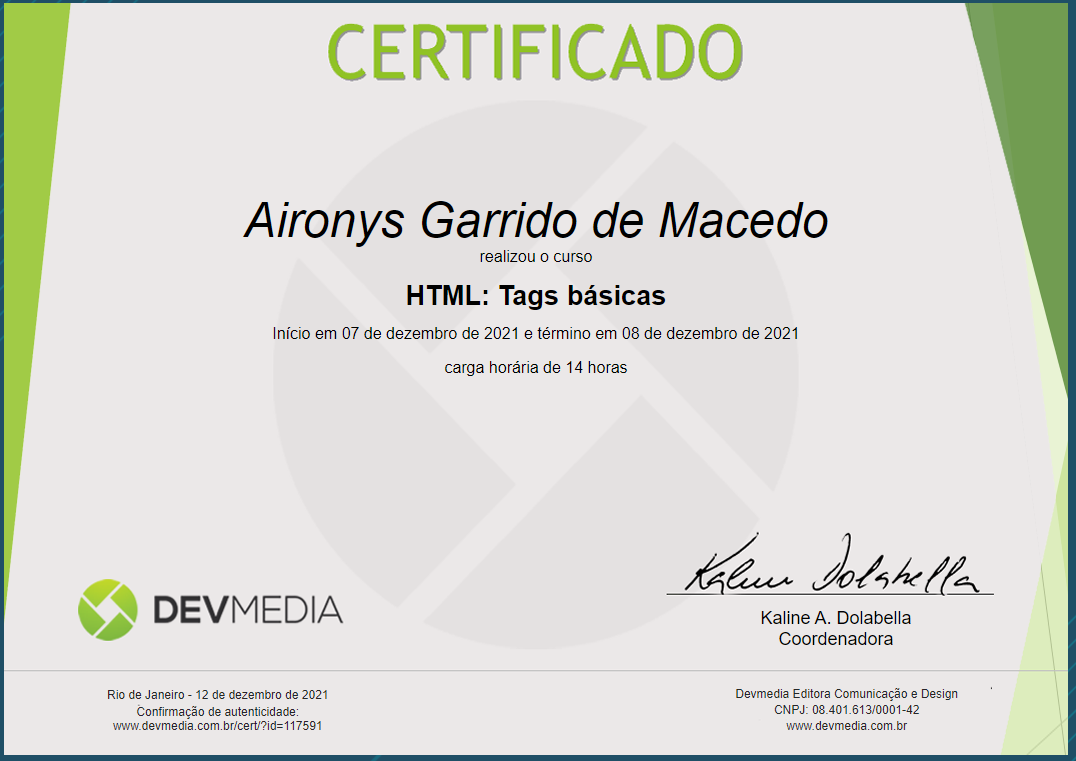 CERTIFICADO
Aironys Garrido de Macedo
realizou o curso
HTML: Tags básicas
Início em 07 de dezembro de 2021 e término em 08 de dezembro de 2021
carga horária de 14 horas
DEVMEDIA
Kaline Dolabella
Kaline A. Dolabella
Coordenadora
Rio de Janeiro - 12 de dezembro de 2021
Confirmação de autenticidade:
www.devmedia.com.br/cert/?id=117591
Devmedia Editora Comunicação e Design
CNPJ: 08.401.613/0001-42
www.devmedia.com.br